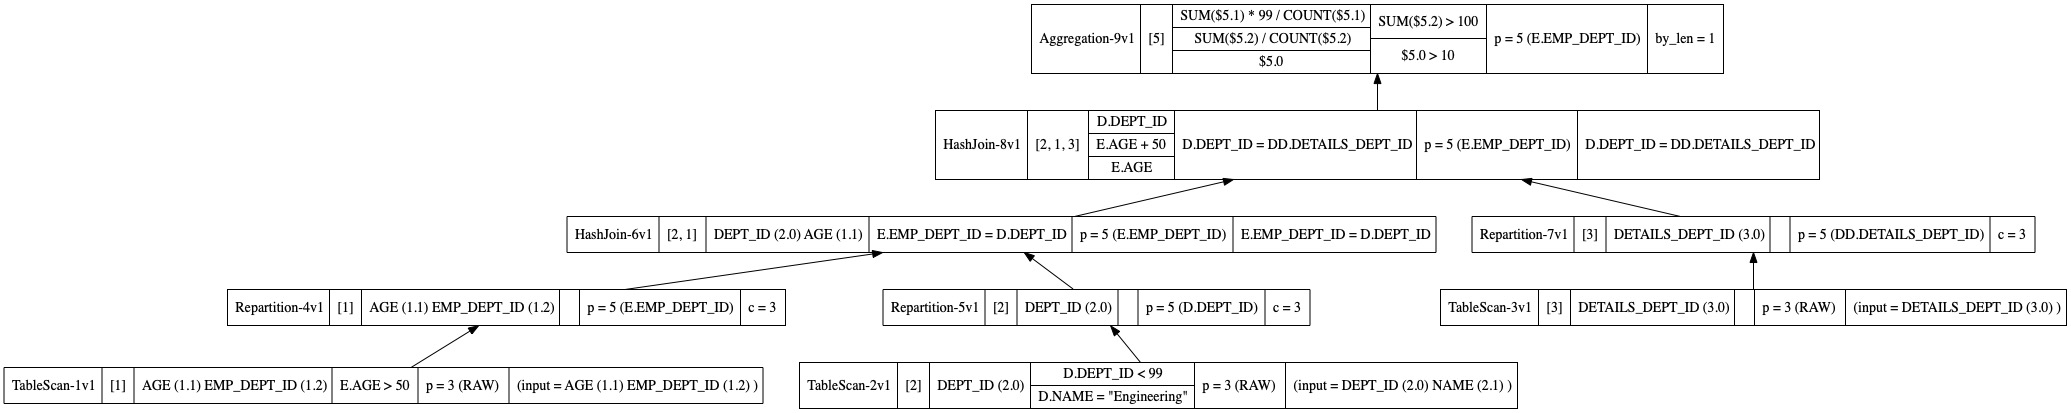 Aggregation-9v1 [5] SUM($5.1) * 99 / COUNT($5.1) SUM($5.2) / COUNT($5.2) $5.0 SUM($5.2) > 100 $5.0 > 10 p = 5 (E.EMP_DEPT_ID) by_len = 1
HashJoin-8v1 [2, 1, 3] D.DEPT_ID E.AGE + 50 E.AGE D.DEPT_ID = DD.DETAILS_DEPT_ID p = 5 (E.EMP_DEPT_ID) D.DEPT_ID = DD.DETAILS_DEPT_ID
HashJoin-6v1 [2, 1] DEPT_ID (2.0) AGE (1.1) E.EMP_DEPT_ID = D.DEPT_ID p = 5 (E.EMP_DEPT_ID) E.EMP_DEPT_ID = D.DEPT_ID
Repartition-7v1 [3] DETAILS_DEPT_ID (3.0) p = 5 (DD.DETAILS_DEPT_ID) c = 3
Repartition-4v1 [1] AGE (1.1) EMP_DEPT_ID (1.2) p = 5 (E.EMP_DEPT_ID) c = 3
Repartition-5v1 [2] DEPT_ID (2.0) p = 5 (D.DEPT_ID) c = 3
TableScan-3v1 [3] DETAILS_DEPT_ID (3.0) p = 3 (RAW) (input = DETAILS_DEPT_ID (3.0) )
TableScan-1v1 [1] AGE (1.1) EMP_DEPT_ID (1.2) E.AGE > 50 p = 3 (RAW) (input = AGE (1.1) EMP_DEPT_ID (1.2) )
TableScan-2v1 [2] DEPT_ID (2.0) D.DEPT_ID < 99 D.NAME = "Engineering" p = 3 (RAW) (input = DEPT_ID (2.0) NAME (2.1) )